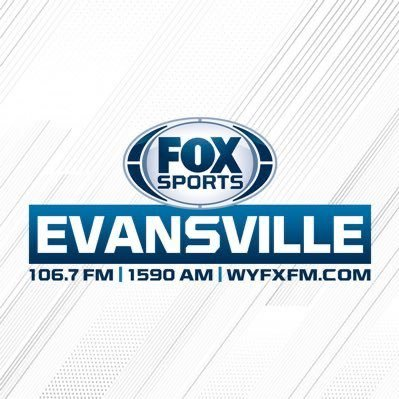 FOX
SPORTS
EVANSVILLE
106.7 FM | 1590 AM | WYFXFM.COM